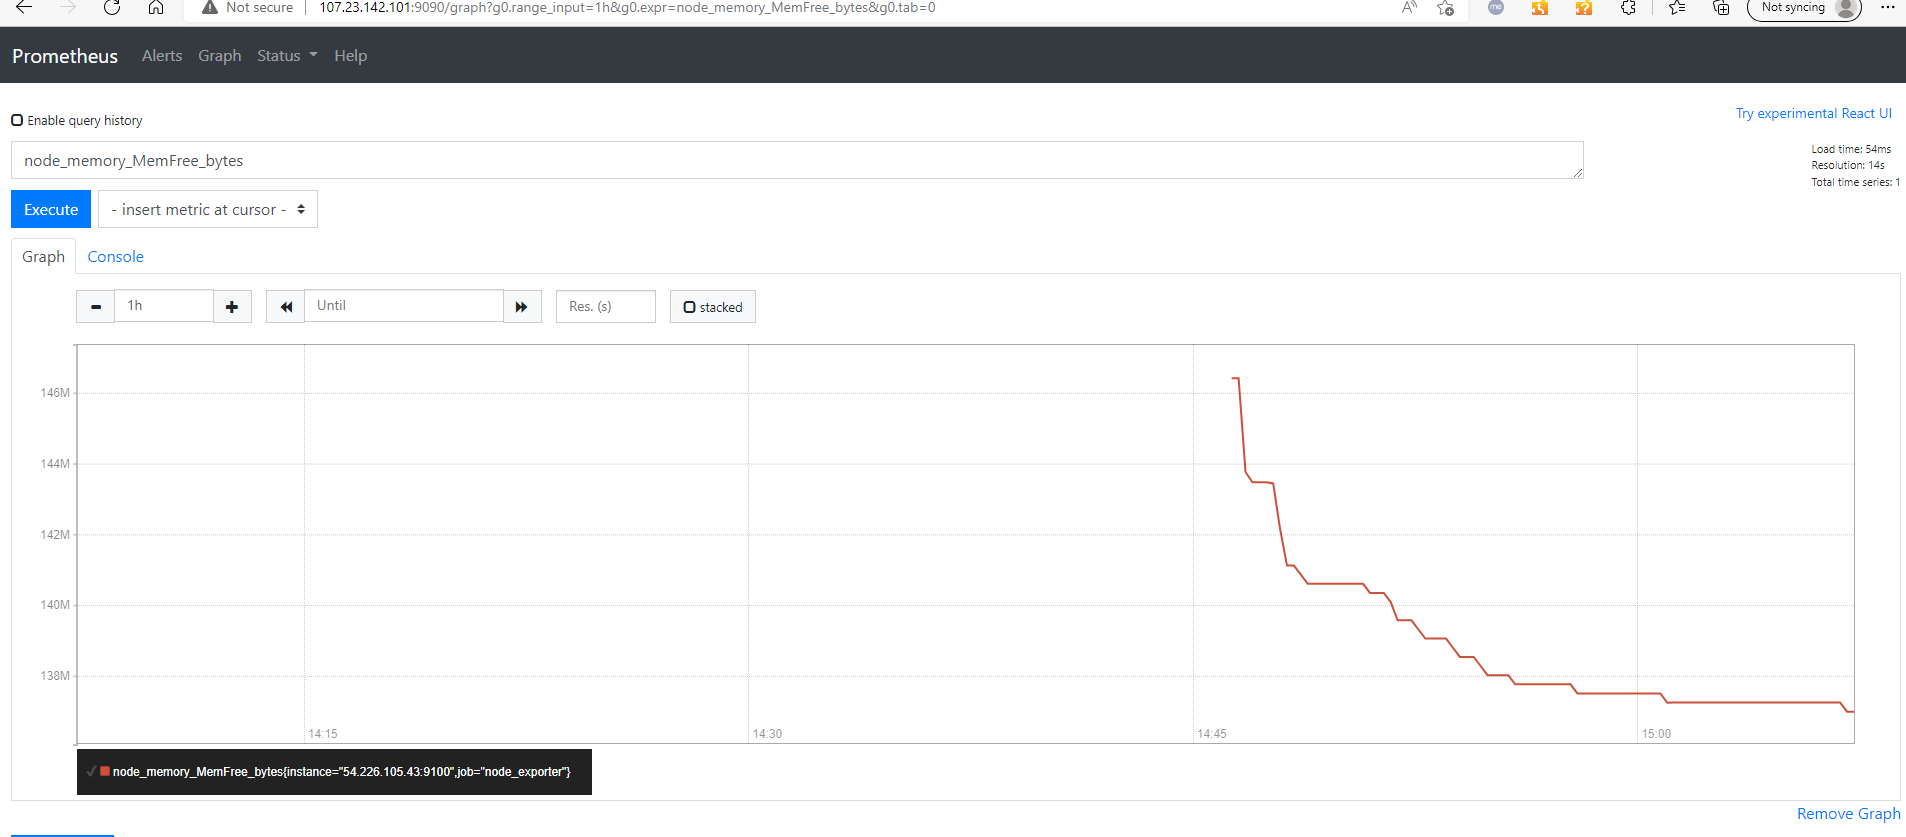 Not secure | 107.23.142.101:9090/graph?g0.range_input=1h&g0.expr=node_memory_MemFree_bytes&g0.tab=0 Not syncing
Prometheus Alerts Graph Status Help
Enable query history
Try experimental React UI
node_memory_MemFree_bytes
Load time: 54ms
Resolution: 14s
Total time series: 1
Execute - insert metric at cursor -
Graph Console
1h Until Res. (s) stacked
146M
144M
142M
140M
138M
14:15 14:30 14:45 15:00
node_memory_MemFree_bytes{instance="54.226.105.43:9100",job="node_exporter"}
Remove Graph